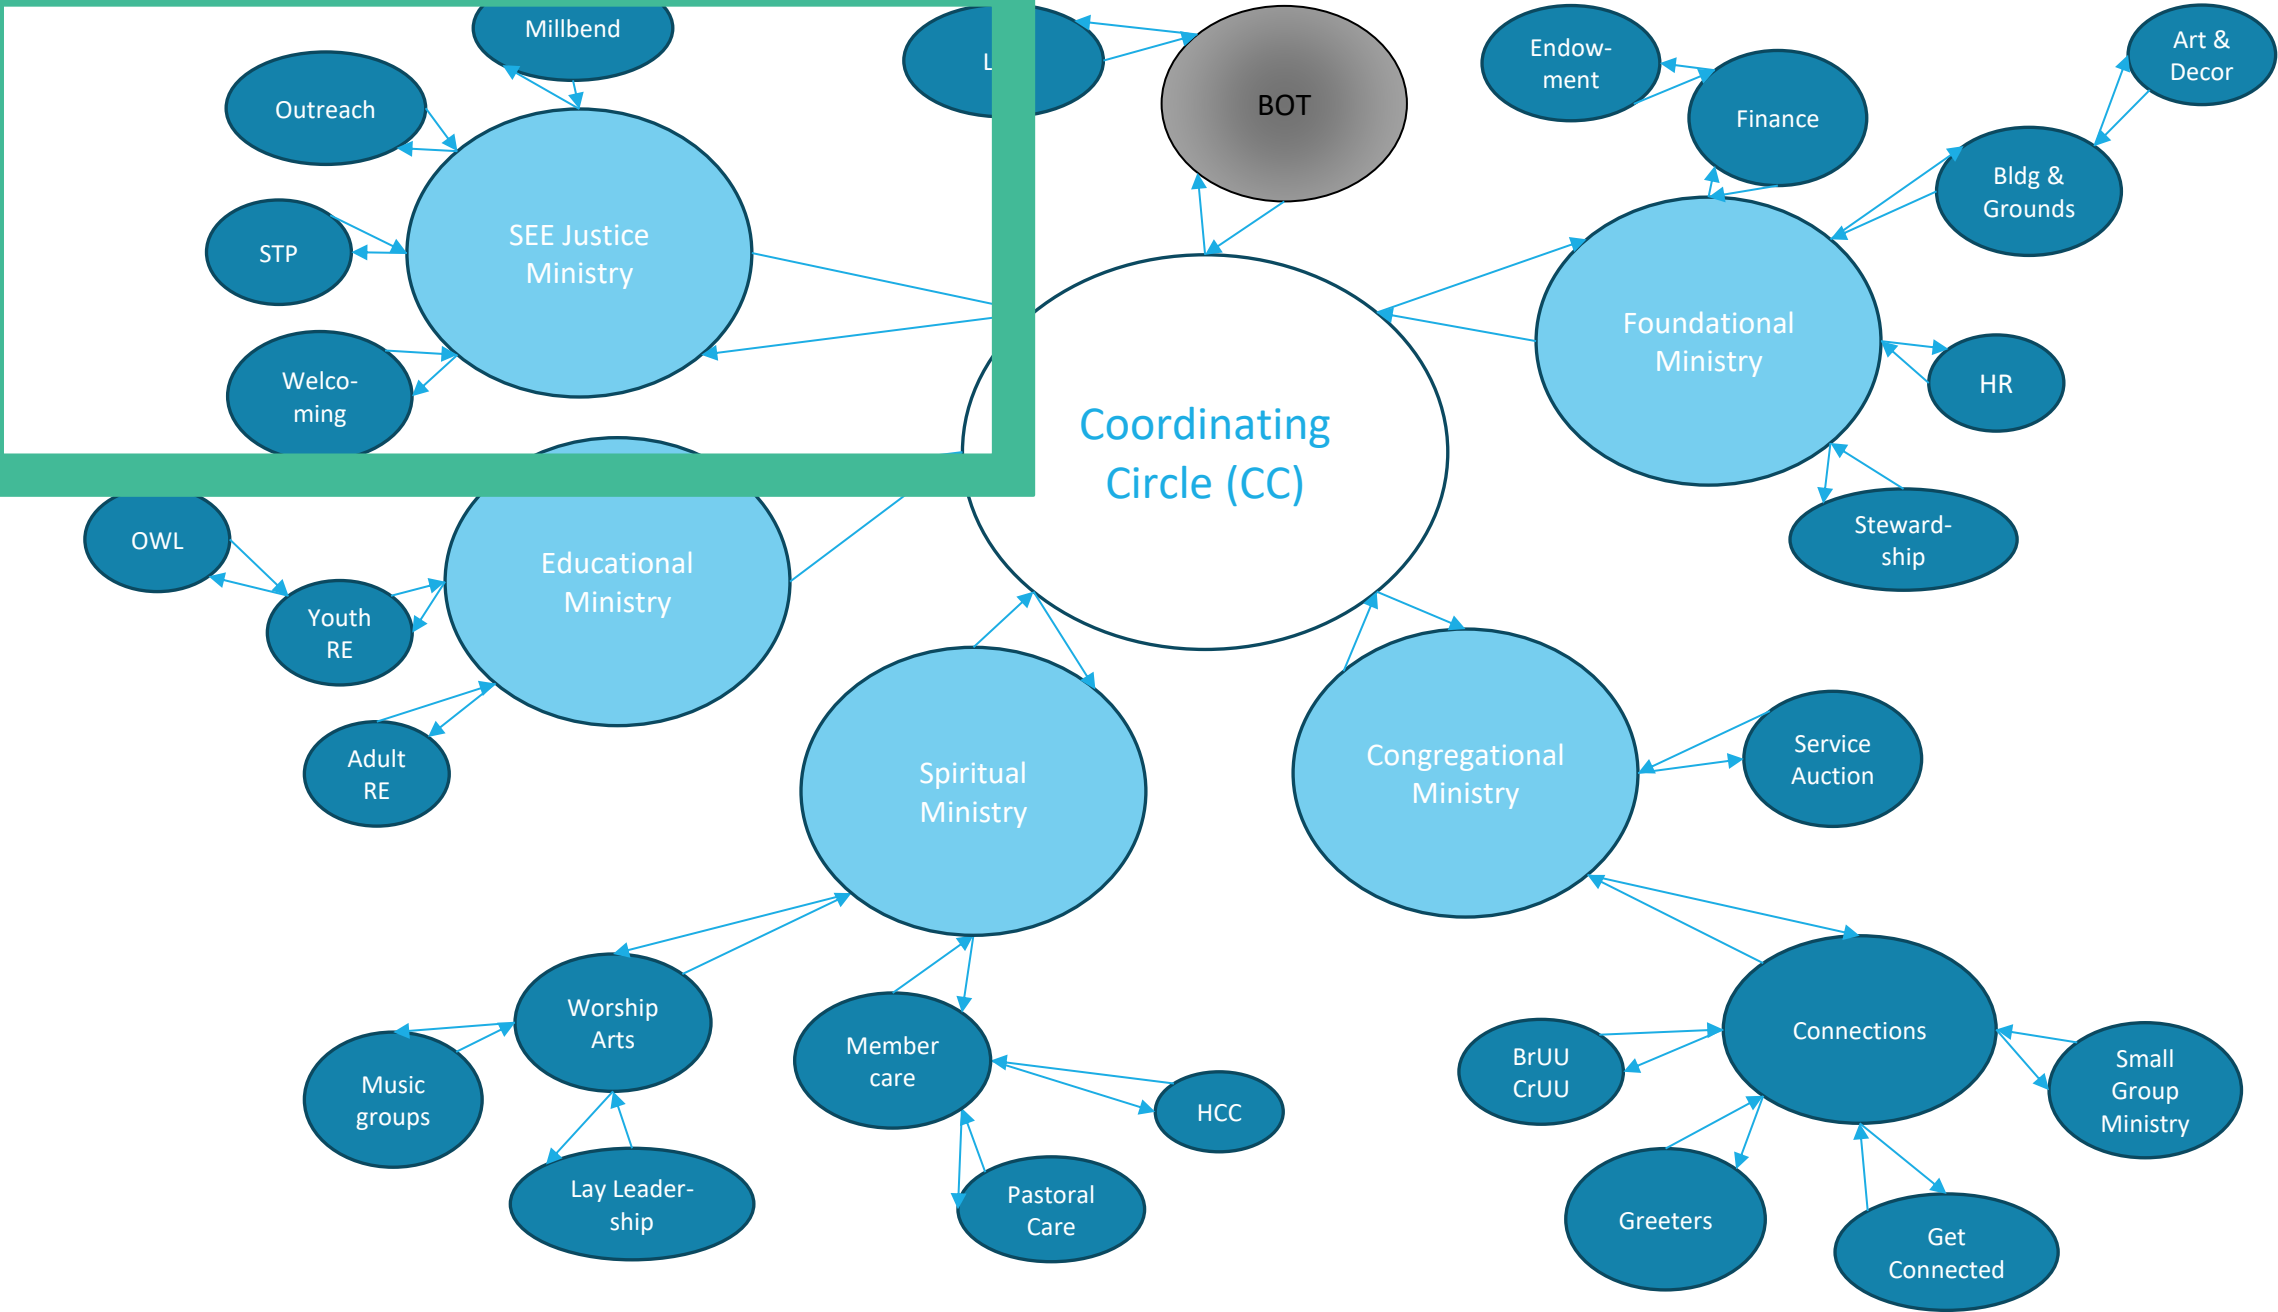 Millbend
Outreach
STP
SEE Justice
Ministry
Welco-
ming
BOT
Endow-
ment
Finance
Art &
Decor
Bldg &
Grounds
Foundational
Ministry
HR
Steward-
ship
Coordinating
Circle (CC)
OWL
Youth
RE
Educational
Ministry
Adult
RE
Spiritual
Ministry
Congregational
Ministry
Service
Auction
Worship
Arts
Music
groups
Lay Leader-
ship
Member
care
HCC
Pastoral
Care
Connections
BrUU
CrUU
Small
Group
Ministry
Greeters
Get
Connected